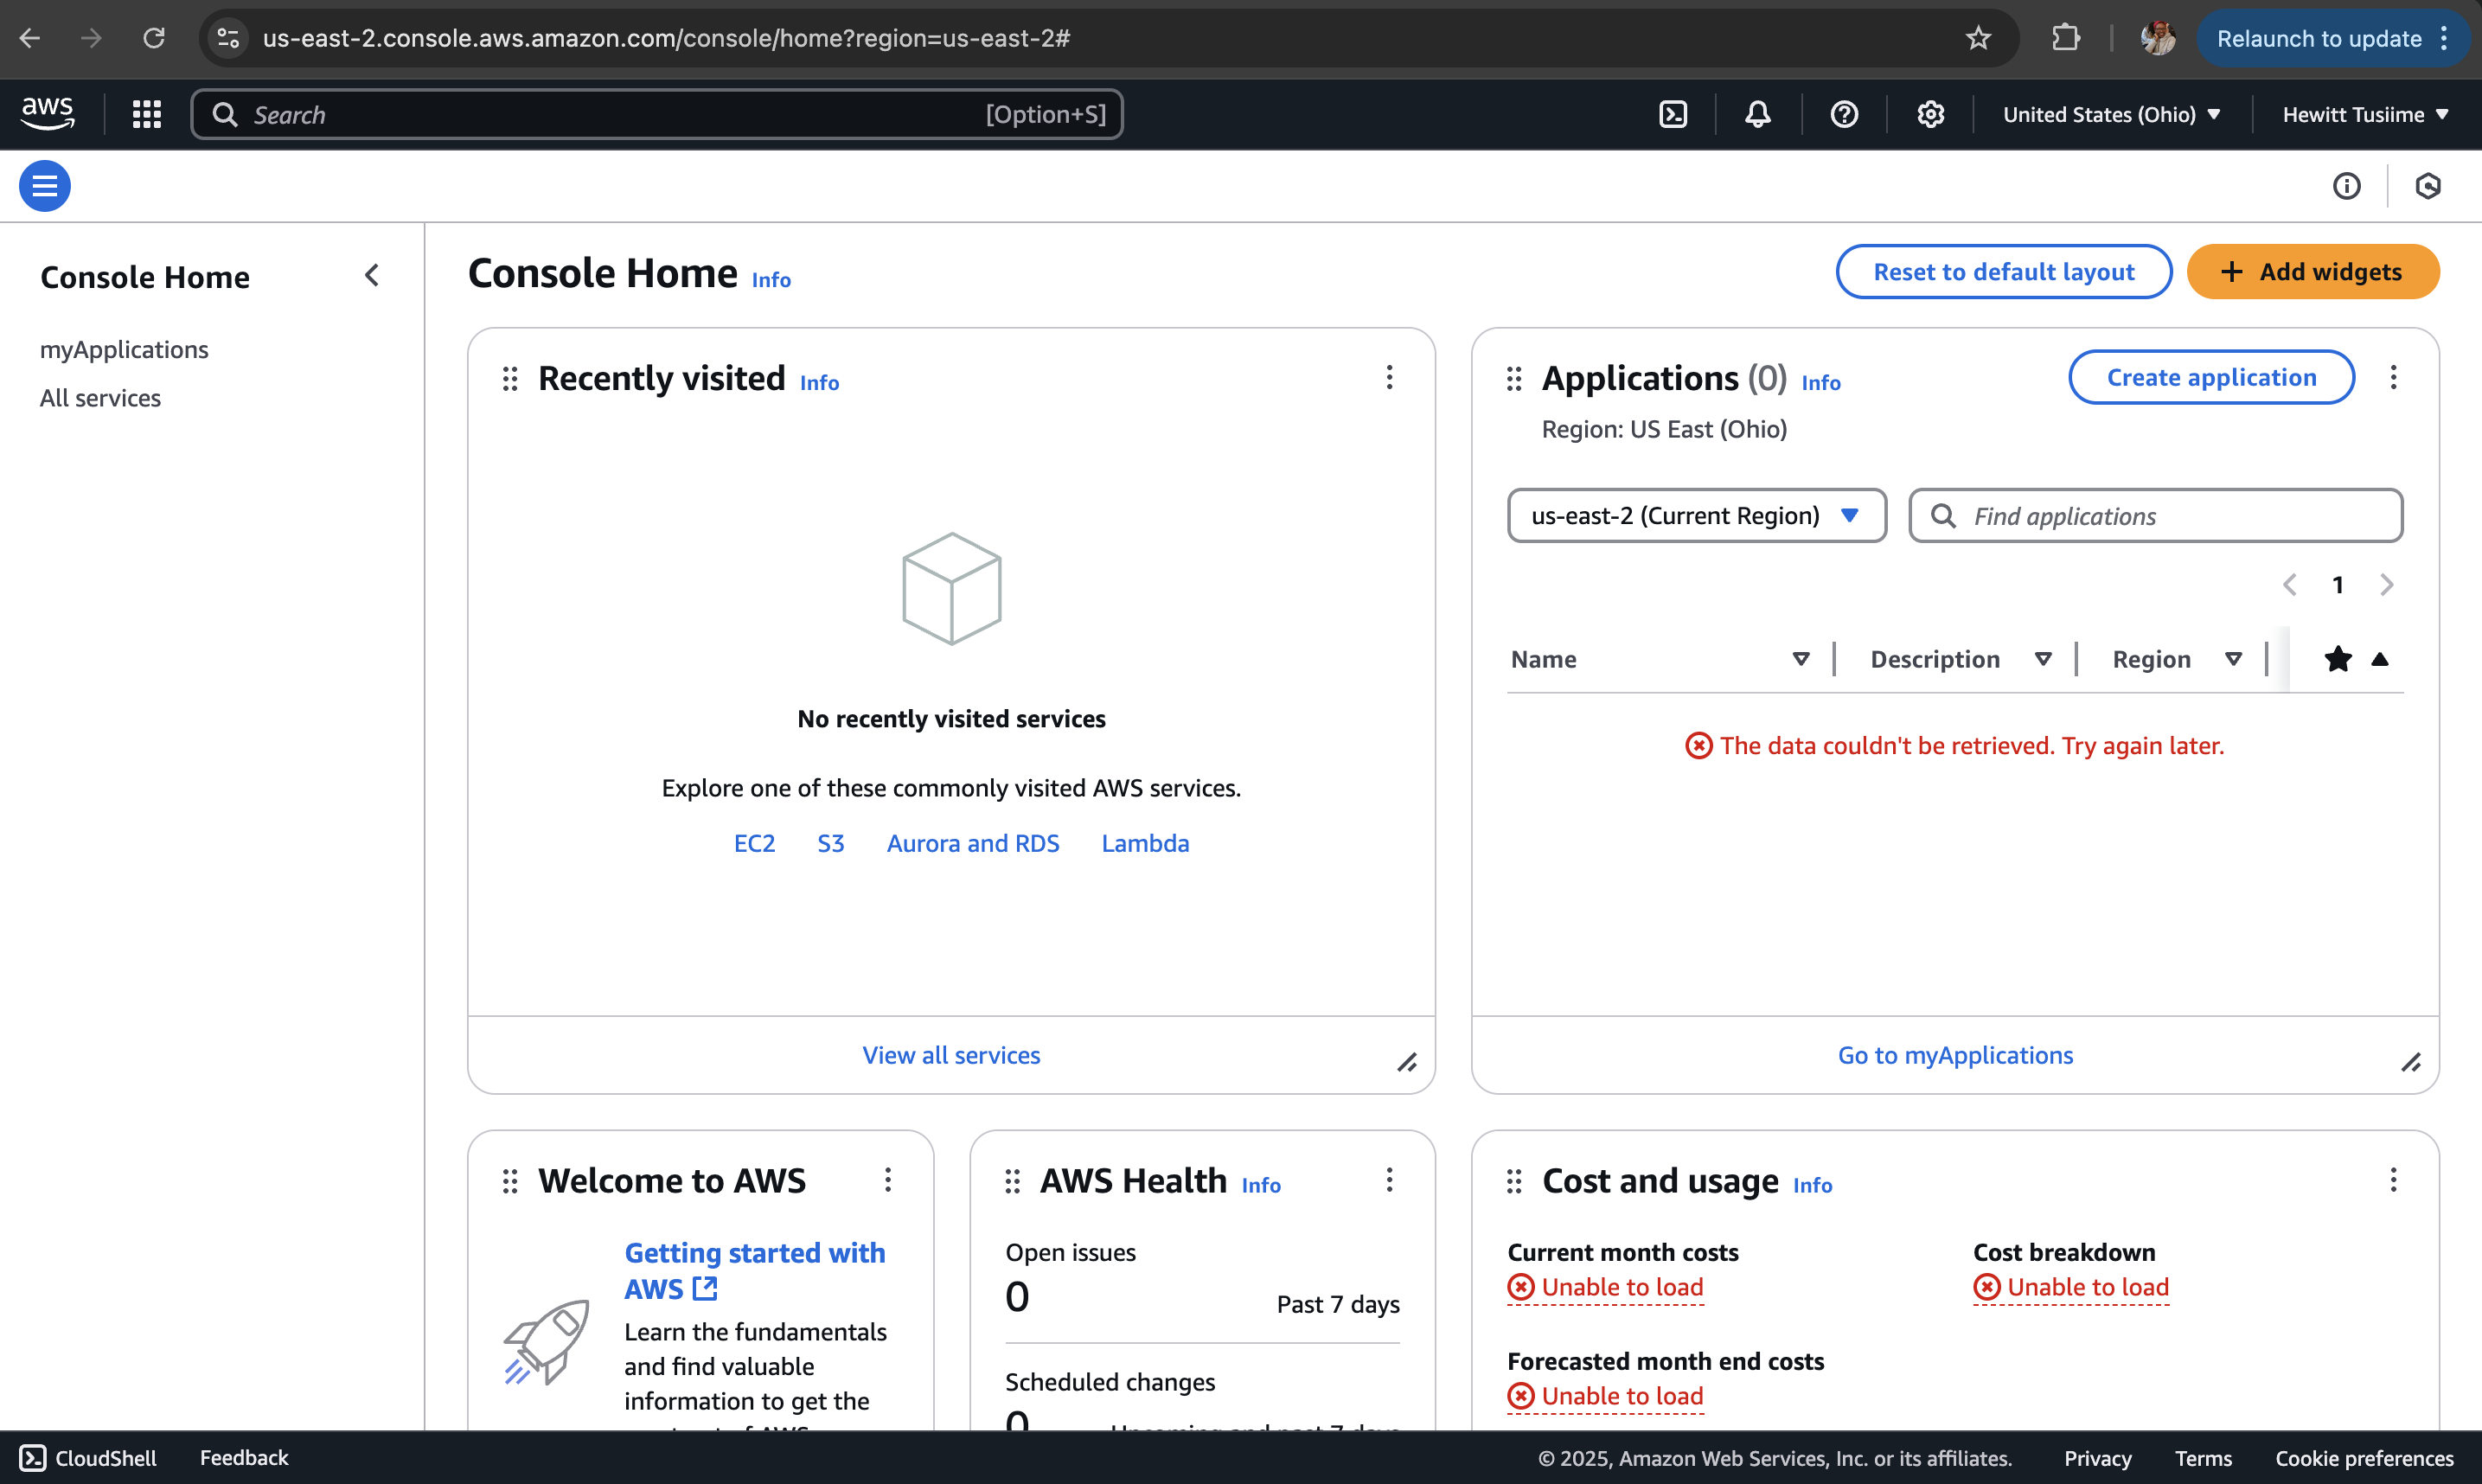 us-east-2.console.aws.amazon.com/console/home?region=us-east-2#
Relaunch to update
aws
Search
[Option+S]
United States (Ohio)
Hewitt Tusiime
Console Home
myApplications
All services
Console Home Info
Reset to default layout
Add widgets
Recently visited Info
No recently visited services
Explore one of these commonly visited AWS services.
EC2 S3 Aurora and RDS Lambda
View all services
Applications (0) Info
Create application
Region: US East (Ohio)
us-east-2 (Current Region)
Find applications
1
Name Description Region
The data couldn't be retrieved. Try again later.
Go to myApplications
Welcome to AWS
Getting started with
AWS
Learn the fundamentals
and find valuable
information to get the
AWS Health Info
Open issues
0
Past 7 days
Scheduled changes
0
Upcoming and past 7 days
Cost and usage Info
Current month costs
Unable to load
Cost breakdown
Unable to load
Forecasted month end costs
Unable to load
CloudShell
Feedback
© 2025, Amazon Web Services, Inc. or its affiliates.
Privacy
Terms
Cookie preferences